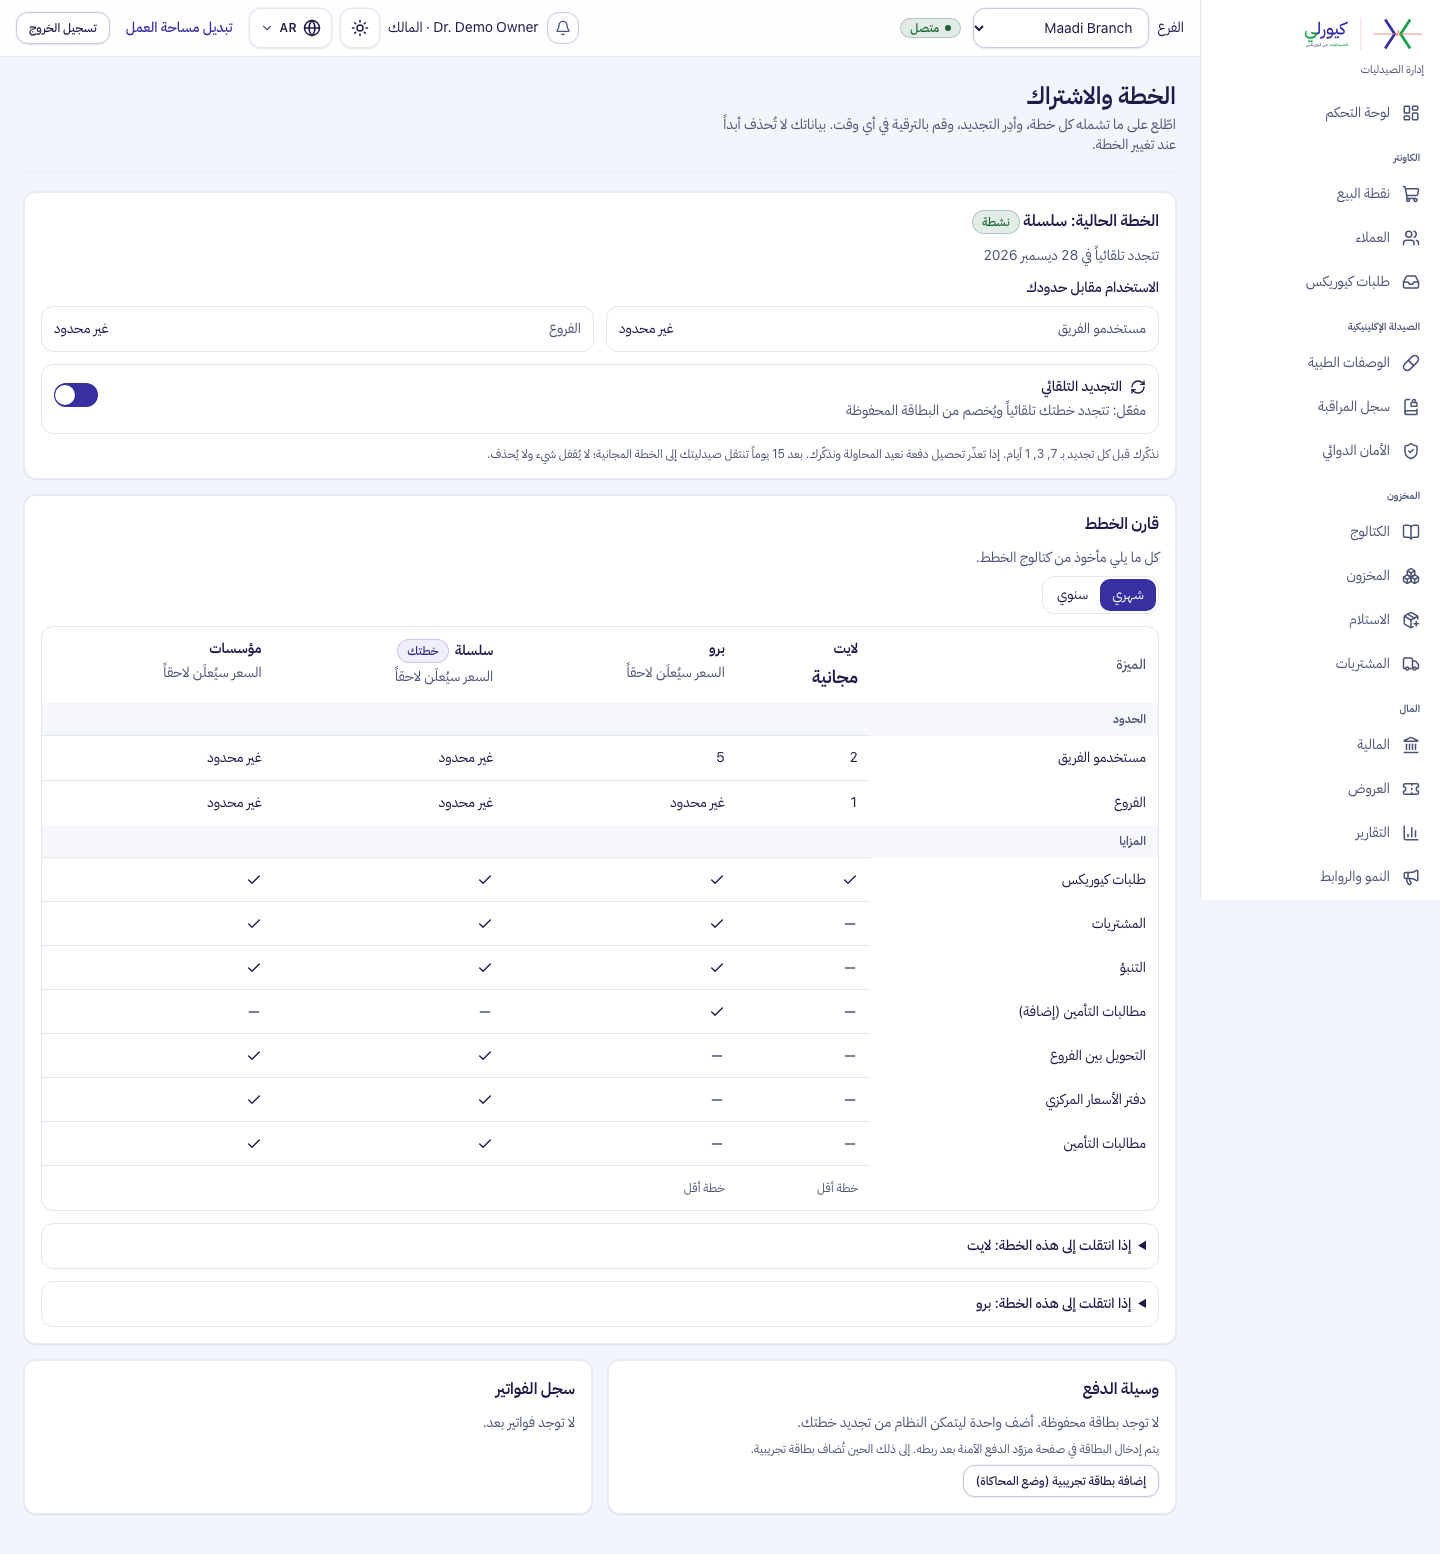 كيورلي
إدارة الصيدليات
لوحة التحكم
الكاونتر
نقطة البيع
العملاء
طلبات كيوريكس
الصيدلة الإكلينيكية
الوصفات الطبية
سجل المراقبة
الأمان الدوائي
المخزون
الكتالوج
المخزون
الاستلام
المشتريات
المال
المالية
العروض
التقارير
النمو والروابط
الفرع Maadi Branch متصل
Dr. Demo Owner · المالك AR تبديل مساحة العمل تسجيل الخروج
الخطة والاشتراك
اطّلع على ما تشمله كل خطة، وأدِر التجديد، وقم بالترقية في أي وقت. بياناتك لا تُحذف أبداً
عند تغيير الخطة.
الخطة الحالية: سلسلة نشطة
تتجدد تلقائياً في 28 ديسمبر 2026
الاستخدام مقابل حدودك
مستخدمو الفريق غير محدود الفروع غير محدود
التجديد التلقائي
مفعّل: تتجدد خطتك تلقائياً ويُخصم من البطاقة المحفوظة
نذكّرك قبل كل تجديد بـ 7, 3, 1 أيام. إذا تعذّر تحصيل دفعة نعيد المحاولة ونذكّرك. بعد 15 يوماً تنتقل صيدليتك إلى الخطة المجانية؛ لا يُقفل شيء ولا يُحذف.
قارن الخطط
كل ما يلي مأخوذ من كتالوج الخطط.
شهري سنوي
الميزة لايت برو سلسلة خطتك مؤسسات
مجانية السعر سيُعلَن لاحقاً السعر سيُعلَن لاحقاً السعر سيُعلَن لاحقاً
الحدود
مستخدمو الفريق 2 5 غير محدود غير محدود
الفروع 1 غير محدود غير محدود غير محدود
المزايا
طلبات كيوريكس ✓ ✓ ✓ ✓
المشتريات – ✓ ✓ ✓
التنبؤ – ✓ ✓ ✓
مطالبات التأمين (إضافة) – ✓ – –
التحويل بين الفروع – – ✓ ✓
دفتر الأسعار المركزي – – ✓ ✓
مطالبات التأمين – – ✓ ✓
خطة أقل خطة أقل
إذا انتقلت إلى هذه الخطة: لايت
إذا انتقلت إلى هذه الخطة: برو
وسيلة الدفع
لا توجد بطاقة محفوظة. أضف واحدة ليتمكن النظام من تجديد خطتك.
يتم إدخال البطاقة في صفحة مزوّد الدفع الآمنة بعد ربطه. إلى ذلك الحين تُضاف بطاقة تجريبية.
إضافة بطاقة تجريبية (وضع المحاكاة)
سجل الفواتير
لا توجد فواتير بعد.